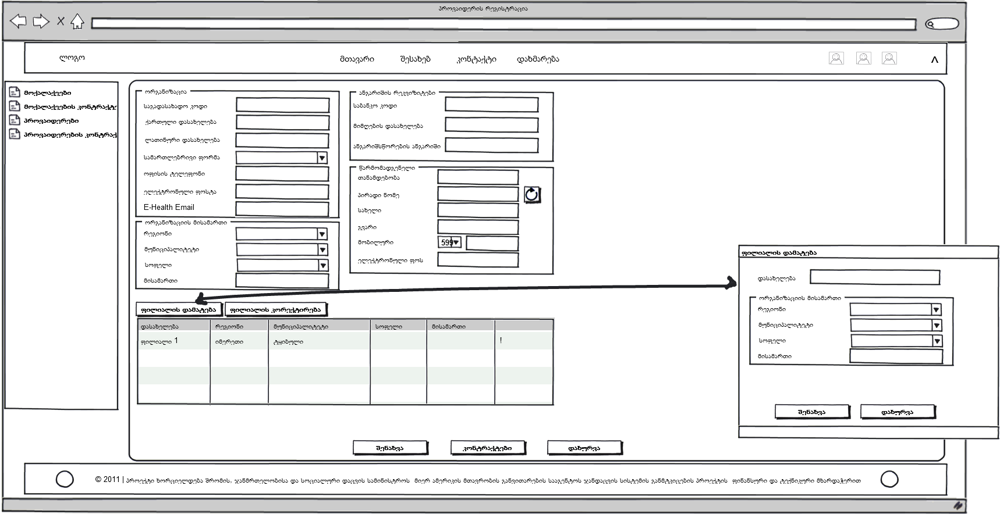 პროვაიდერის რეგისტრაცია
ლოგო
მთავარი
შესახებ
კონტაქტი
დახმარება
მოქალაქეები
მოქალაქეების კონტრაქტე
პროვაიდერები
პროვაიდერების კონტრაქ
ორგანიზაცია
საგადასახადო კოდი
ქართული დასახელება
ლათინური დასახელება
სამართლებრივი ფორმა
ოფისის ტელეფონი
ელექტრონული ფოსტა
E-Health Email
ორგანიზაციის მისამართი
რეგიონი
მუნიციპალიტეტი
სოფელი
მისამართი
ანგარიშის რეკვიზიტები
საბანკო კოდი
მიმღების დასახელება
ანგარიშსწორების ანგარიში
წარმომადგენელი
თანამდებობა
პირადი ნომე
სახელი
გვარი
მობილური 599
ელექტრონული ფოს
ფილიალის დამატება
ფილიალის კორექტირება
დასახელება რეგიონი მუნიციპალიტეტი სოფელი მისამართი
ფილიალი 1 იმერეთი ტყიბული !
ფილიალის დამატება
დასახელება
ორგანიზაციის მისამართი
რეგიონი
მუნიციპალიტეტი
სოფელი
მისამართი
შენახვა
დახურვა
შენახვა
კონტრაქტები
დახურვა
© 2011 | პროექტი ხორციელდება შრომის, ჯანმრთელობისა და სოციალური დაცვის სამინისტროს მიერ ამერიკის მთავრობის განვითარების სააგენტოს ჯანდაცვის სისტემის განმტკიცების პროექტის ფინანსური და ტექნიკური მხარდაჭერით